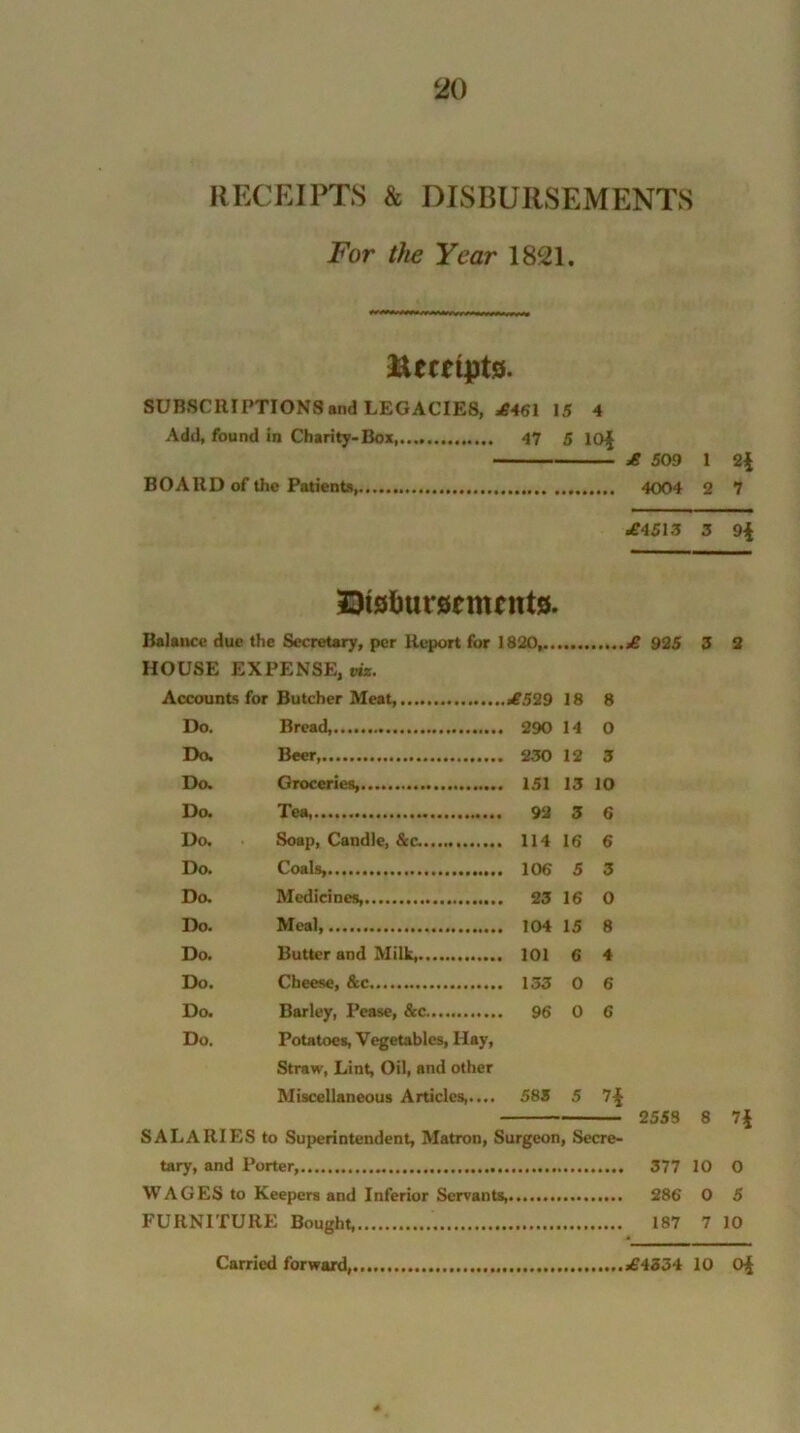 20
RECEIPTS & DISBURSEMENTS
For the Year 1821.
Receipts.
SUBSCRIPTIONS and LEGACIES, £461 15 4
Add, found in Charity-Box,............... 47 5 10½
£ 509 1 2½
BOARD of the Patients,............................ 4004 2 7
£4513 3 9½
Disbursements.
Balance due the Secretary, per Report for 1820,............£ 925 3 2
HOUSE EXPENSE, viz.
Accounts for Butcher Meat,..................£529 18 8
Do. Bread,............................ 290 14 0
Do. Beer,............................ 230 12 3
Do. Groceries,........................ 151 13 10
Do. Tea,............................ 92 3 6
Do. Soap, Candle, &c............. 114 16 6
Do. Coals,............................ 106 5 3
Do. Medicines,...................... 23 16 0
Do. Meal,............................ 104 15 8
Do. Butter and Milk,............. 101 6 4
Do. Cheese, &c..................... 133 0 6
Do. Barley, Pease, &c............ 96 0 6
Do. Potatoes, Vegetables, Hay,
Straw, Lint, Oil, and other
Miscellaneous Articles,.... 583 5 7½
2558 8 7½
SALARIES to Superintendent, Matron, Surgeon, Secre-
tary, and Porter,............................................ 377 10 0
WAGES to Keepers and Inferior Servants,.................. 286 0 5
FURNITURE Bought,........................................ 187 7 10
Carried forward,..........................................£4334 10 0½